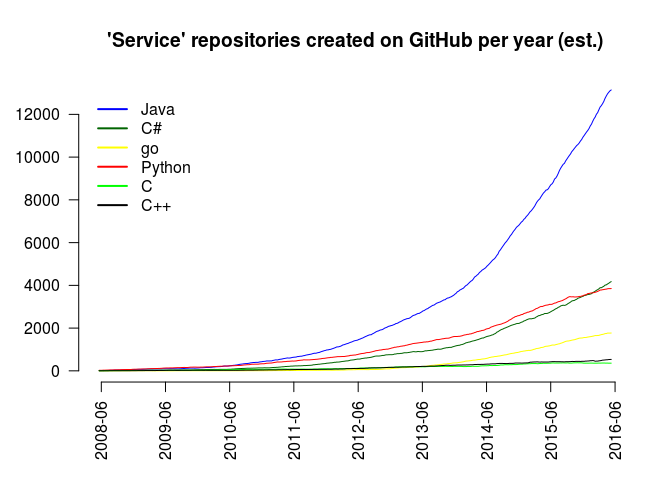 'Service' repositories created on GitHub per year (est.)
12000
10000
8000
6000
4000
2000
0
Java
C#
go
Python
C
C++
2008-06
2009-06
2010-06
2011-06
2012-06
2013-06
2014-06
2015-06
2016-06